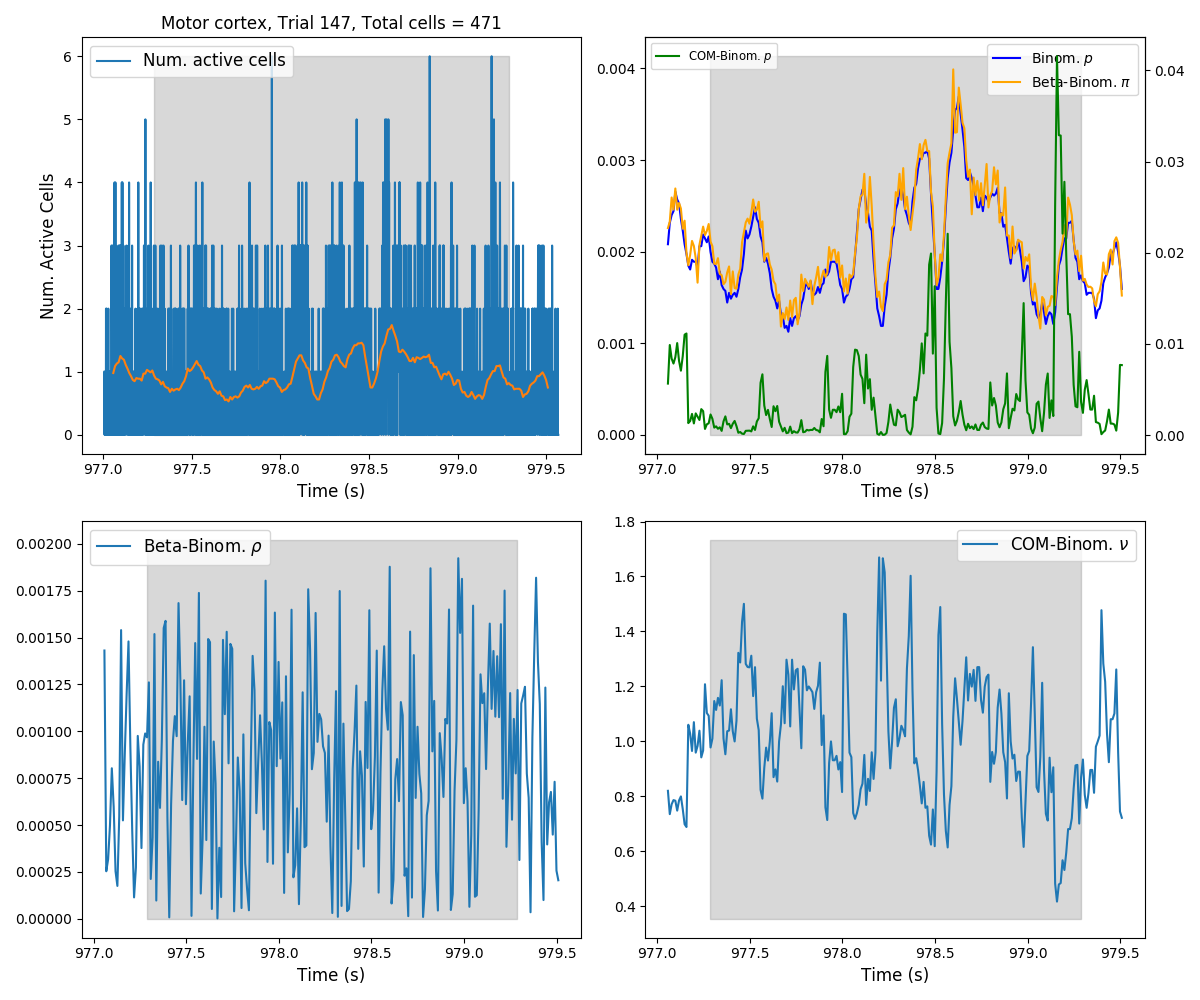 Motor cortex, Trial 147, Total cells = 471
Num. active cells
Num. Active Cells
6
5
4
3
2
1
0
977.0 977.5 978.0 978.5 979.0 979.5
Time (s)
COM-Binom. p
Binom. p
Beta-Binom. π
0.004
0.003
0.002
0.001
0.000
0.04
0.03
0.02
0.01
0.00
977.0 977.5 978.0 978.5 979.0 979.5
Time (s)
Beta-Binom. ρ
0.00200
0.00175
0.00150
0.00125
0.00100
0.00075
0.00050
0.00025
0.00000
977.0 977.5 978.0 978.5 979.0 979.5
Time (s)
COM-Binom. ν
1.8
1.6
1.4
1.2
1.0
0.8
0.6
0.4
977.0 977.5 978.0 978.5 979.0 979.5
Time (s)